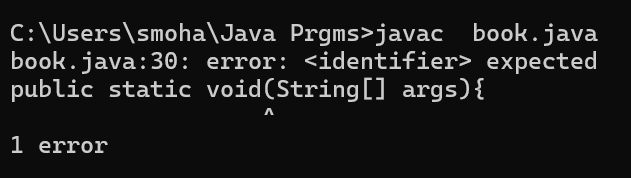 C:\Users\smoha\Java Prgms>javac  book.java
book.java:30: error: <identifier> expected
public static void(String[] args){
                  ^
1 error